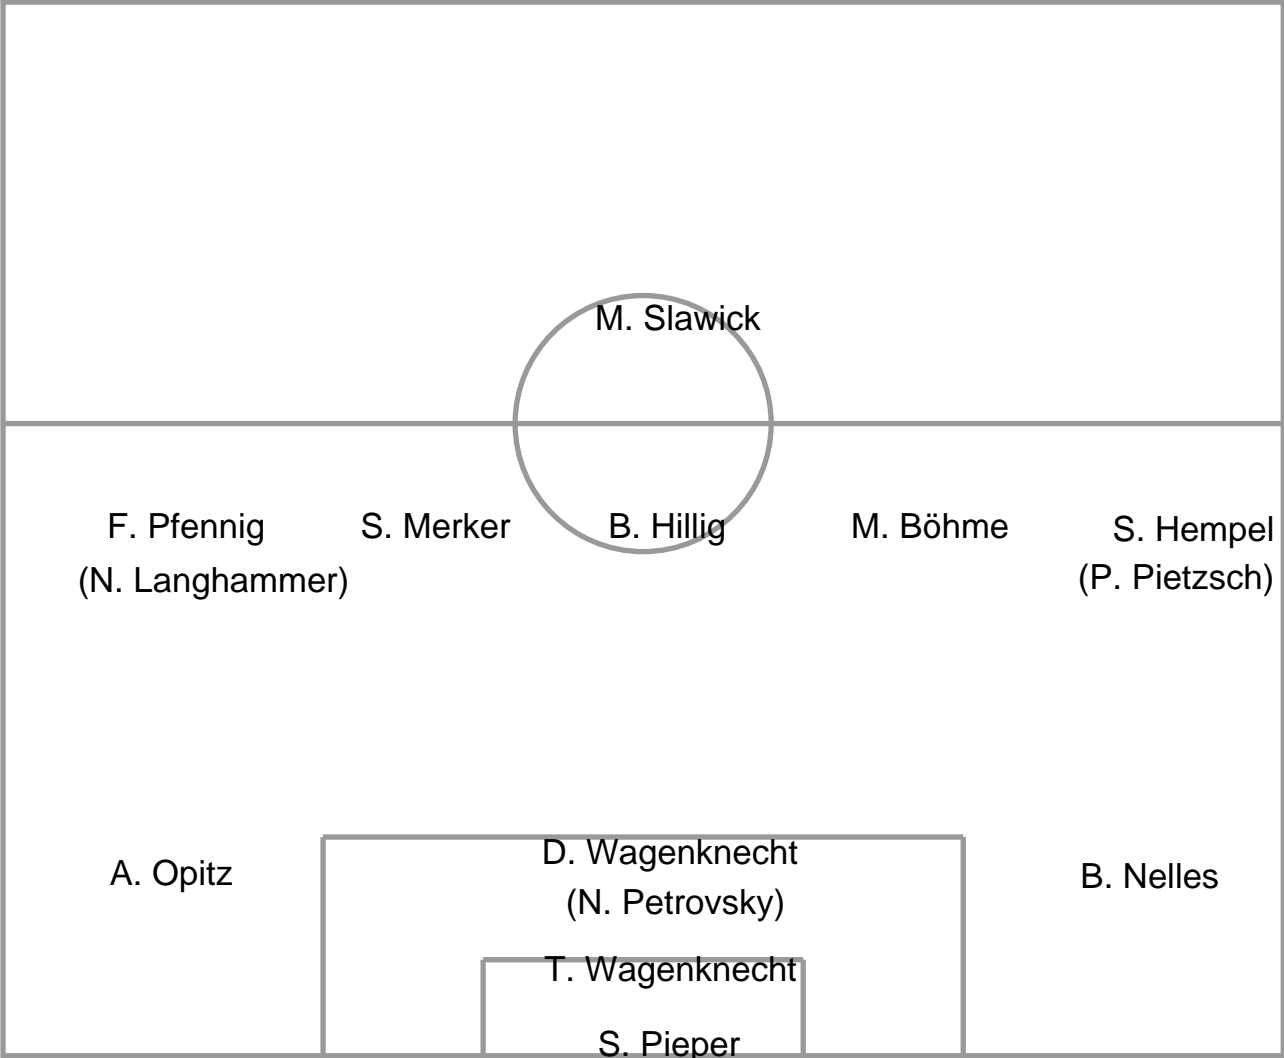 M. Slawick
F. Pfennig S. Merker B. Hillig M. Böhme S. Hempel
(N. Langhammer) (P. Pietzsch)
A. Opitz D. Wagenknecht B. Nelles
(N. Petrovsky)
T. Wagenknecht
S. Pieper